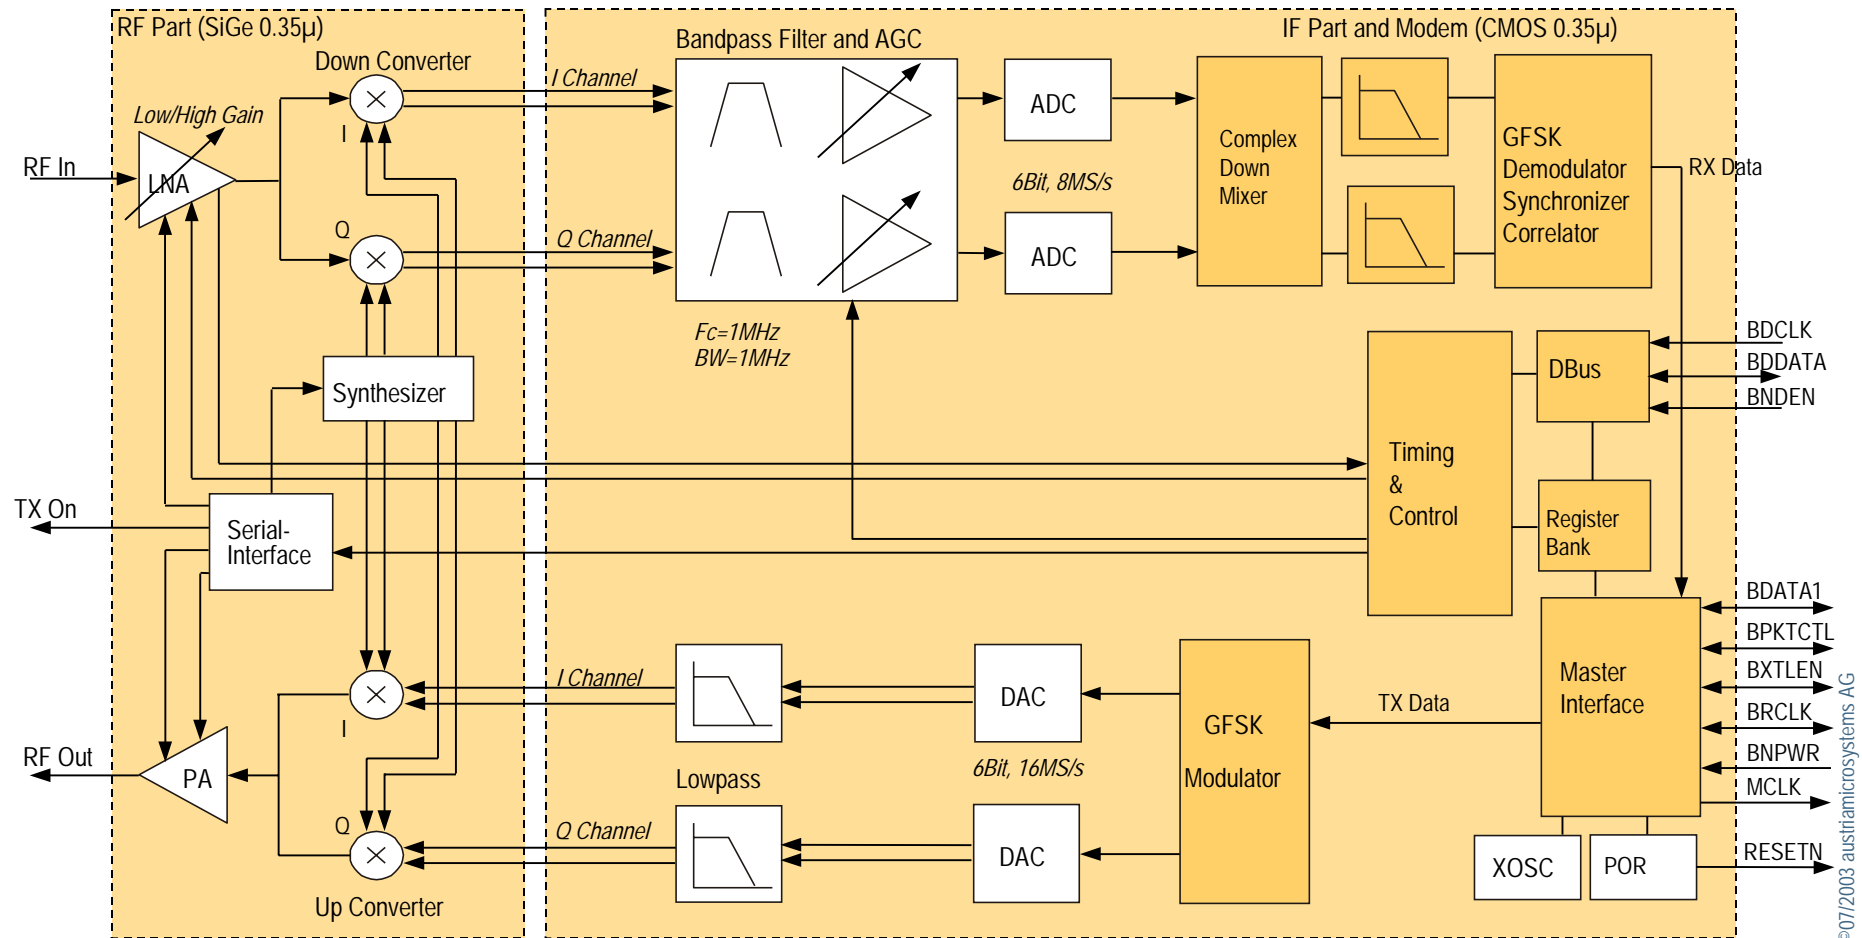 RF Part (SiGe 0.35µ)
IF Part and Modem (CMOS 0.35µ)
Down Converter
Bandpass Filter and AGC
I Channel
Low/High Gain
ADC
Complex
Down
Mixer
GFSK
Demodulator
Synchronizer
Correlator
I
RF In
LNA
6Bit, 8MS/s
RX Data
Q
Q Channel
ADC
Fc=1MHz
BW=1MHz
Synthesizer
DBus
BDCLK
BDDATA
BNDEN
Timing
&
Control
TX On
Serial-
Interface
Register
Bank
BDATA1
BPKTCTL
BXTLEN
BRCLK
BNPWR
MCLK
Master
Interface
I Channel
DAC
TX Data
GFSK
Modulator
I
RF Out
PA
Lowpass
6Bit, 16MS/s
Q
Q Channel
DAC
XOSC
POR
RESETN
Up Converter
©07/2003 austriamicrosystems AG